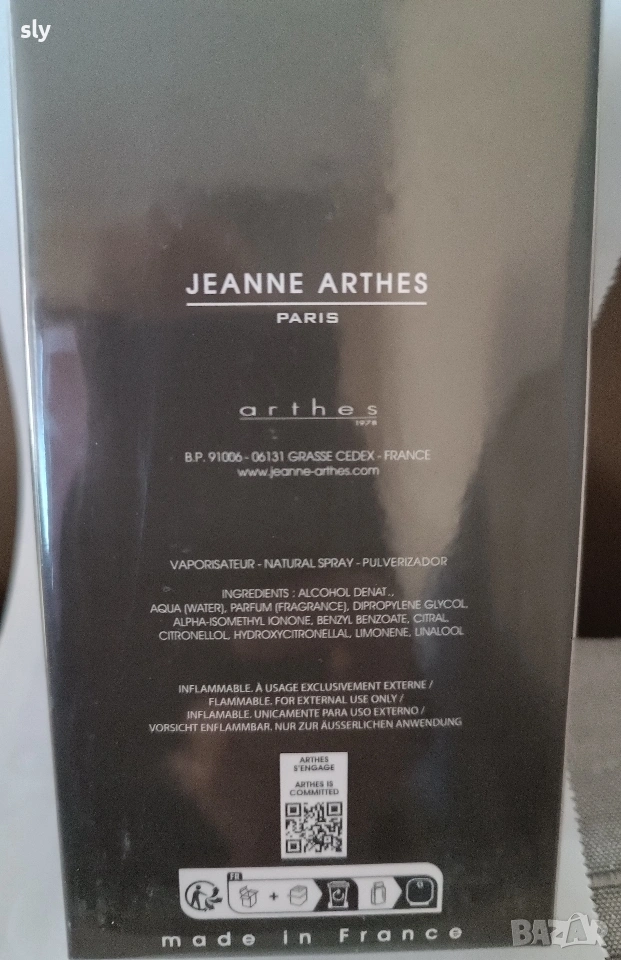 sly
JEANNE ARTHES
PARIS
arthes
1978
B.P. 91006 - 06131 GRASSE CEDEX - FRANCE
www.jeanne-arthes.com
VAPORISATEUR - NATURAL SPRAY - PULVERIZADOR
INGREDIENTS : ALCOHOL DENAT.,
AQUA (WATER), PARFUM (FRAGRANCE), DIPROPYLENE GLYCOL,
ALPHA-ISOMETHYL IONONE, BENZYL BENZOATE, CITRAL,
CITRONELLOL, HYDROXYCITRONELLAL, LIMONENE, LINALOOL
INFLAMMABLE. À USAGE EXCLUSIVEMENT EXTERNE /
FLAMMABLE. FOR EXTERNAL USE ONLY /
INFLAMABLE. UNICAMENTE PARA USO EXTERNO /
VORSICHT ENFLAMMBAR. NUR ZUR ÄUSSERLICHEN ANWENDUNG
ARTHES
S'ENGAGE
ARTHES IS
COMMITTED
FR
+
made in France
BAZAR